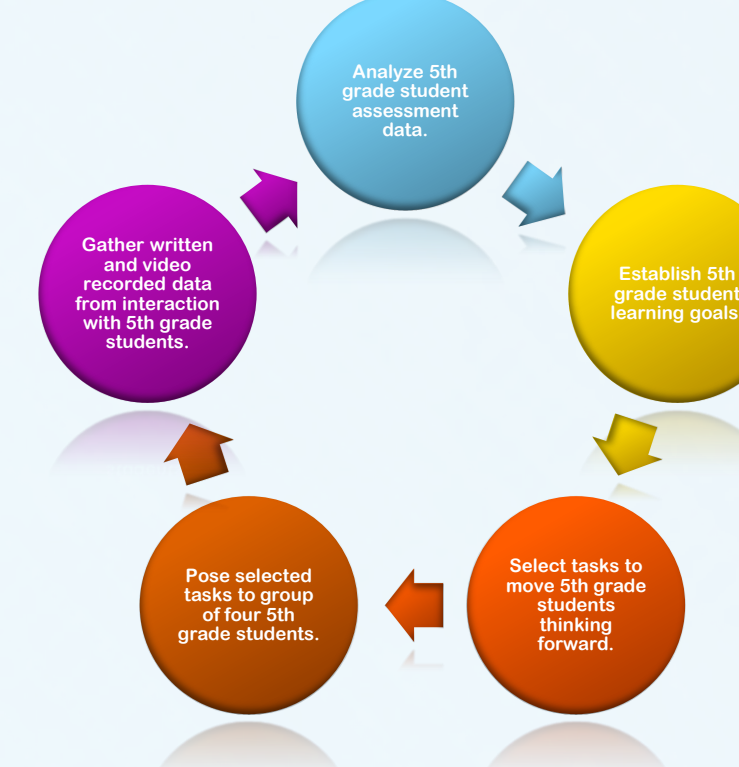 Analyze 5th
grade student
assessment
data.
Establish 5th
grade student
learning goals
Select tasks to
move 5th grade
students
thinking
forward.
Pose selected
tasks to group
of four 5th
grade students.
Gather written
and video
recorded data
from interaction
with 5th grade
students.